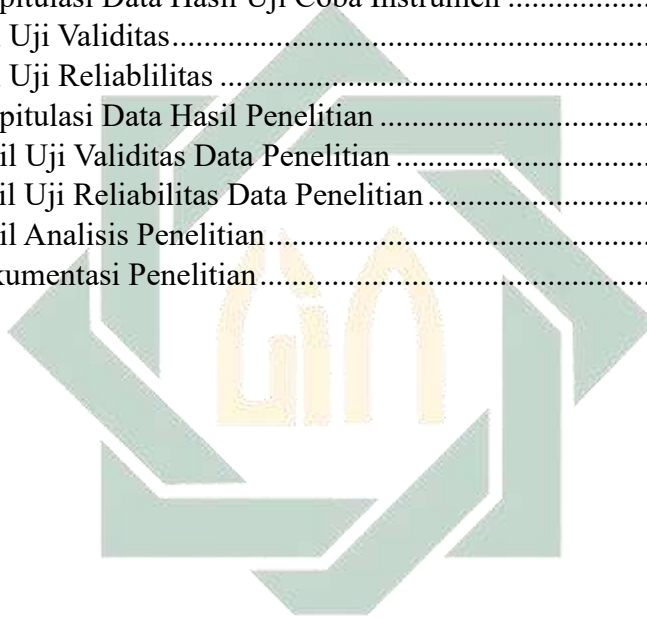 pitulasi Data Hasil Uji Coba Instrumen ..................
Uji Validitas............................................................
Uji Reliablilitas ......................................................
pitulasi Data Hasil Penelitian ..................................
il Uji Validitas Data Penelitian ...............................
il Uji Reliabilitas Data Penelitian ...........................
il Analisis Penelitian ...............................................
kumentasi Penelitian ................................................
uin